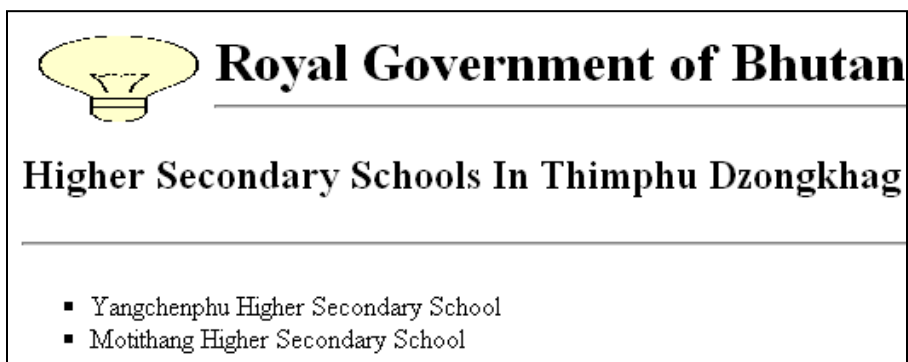 Royal Government of Bhutan
Higher Secondary Schools In Thimphu Dzongkhag
Yangchenphu Higher Secondary School
Motithang Higher Secondary School